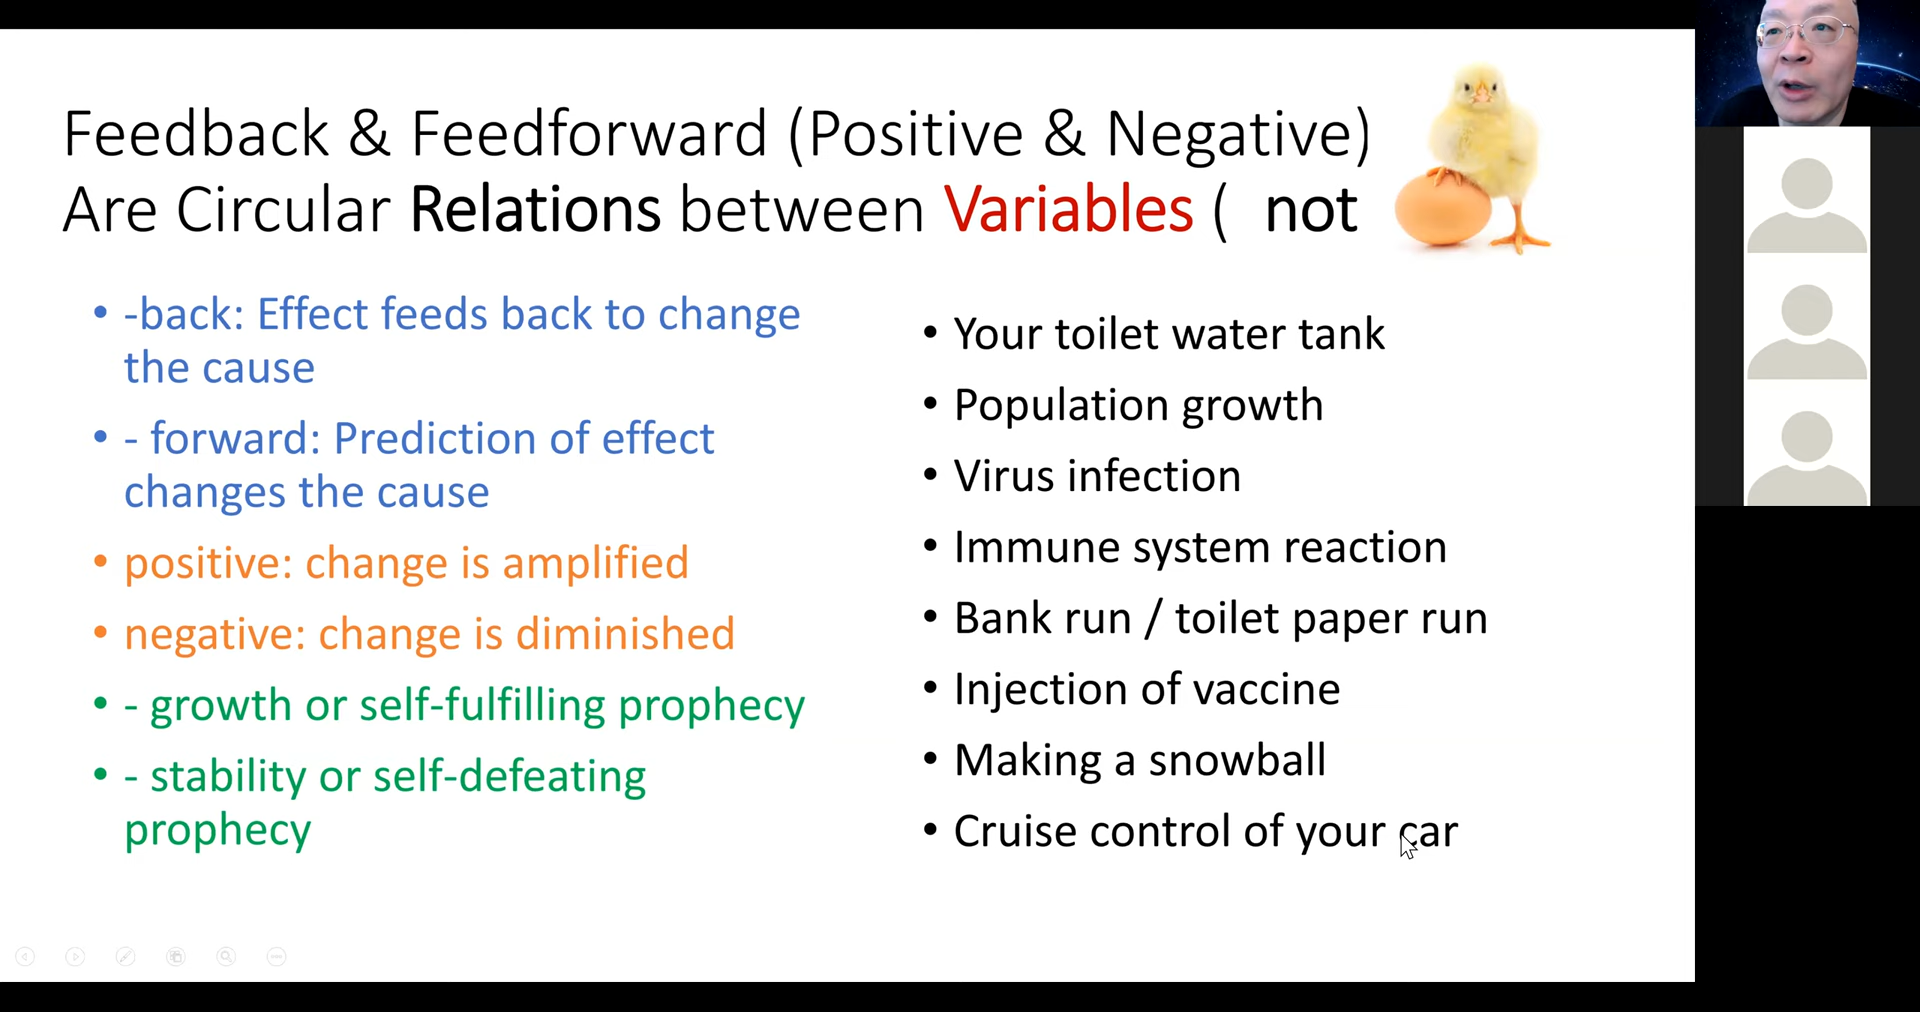 Feedback & Feedforward (Positive & Negative)
Are Circular Relations between Variables ( not
• -back: Effect feeds back to change
the cause
• - forward: Prediction of effect
changes the cause
• positive: change is amplified
• negative: change is diminished
• - growth or self-fulfilling prophecy
• - stability or self-defeating
prophecy
• Your toilet water tank
• Population growth
• Virus infection
• Immune system reaction
• Bank run / toilet paper run
• Injection of vaccine
• Making a snowball
• Cruise control of your car